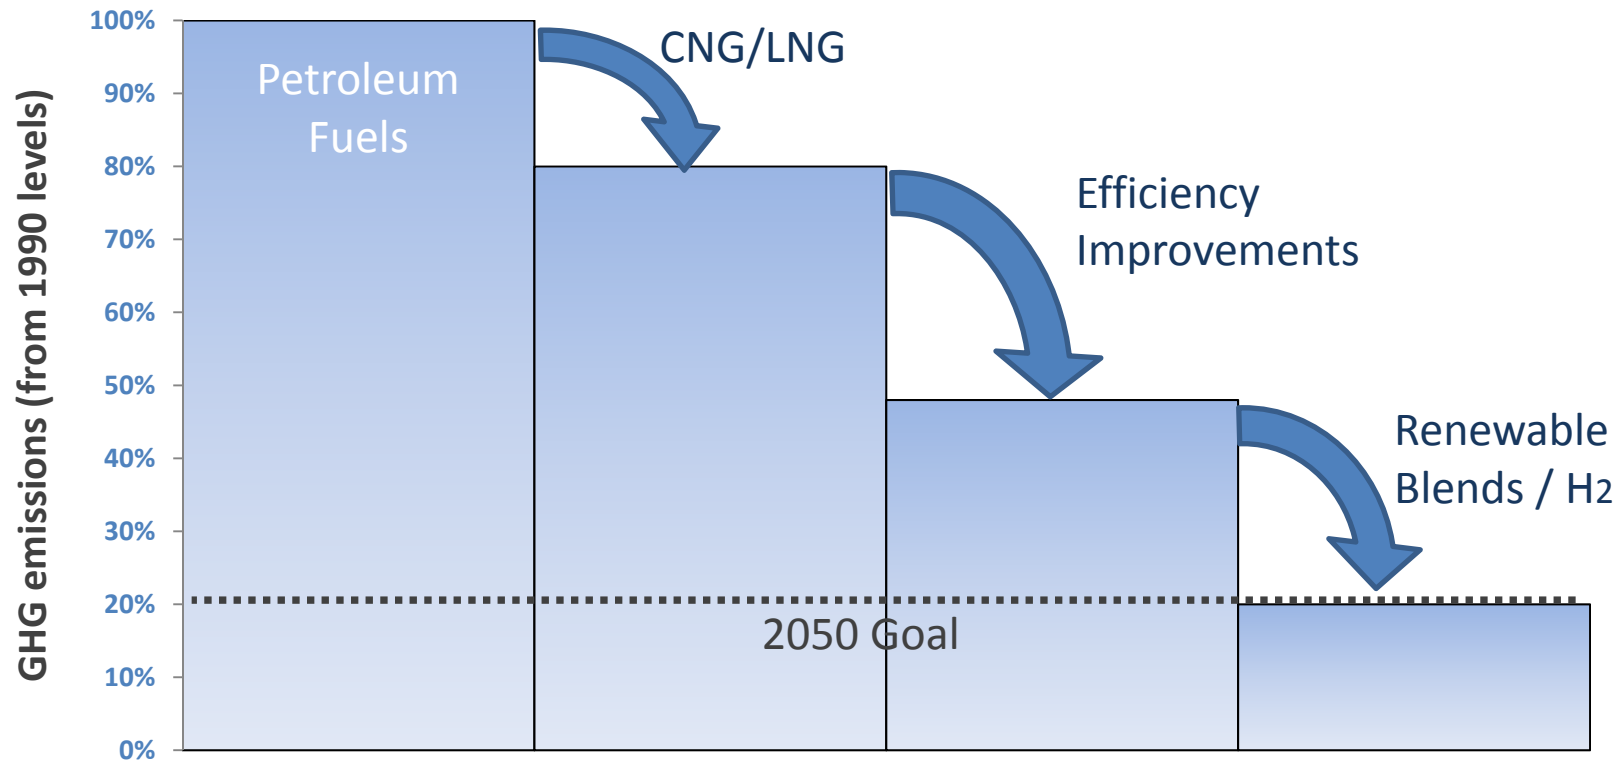 GHG emissions (from 1990 levels)
100%
90%
80%
70%
60%
50%
40%
30%
20%
10%
0%
Petroleum
Fuels
CNG/LNG
Efficiency
Improvements
Renewable
Blends / H2
2050 Goal